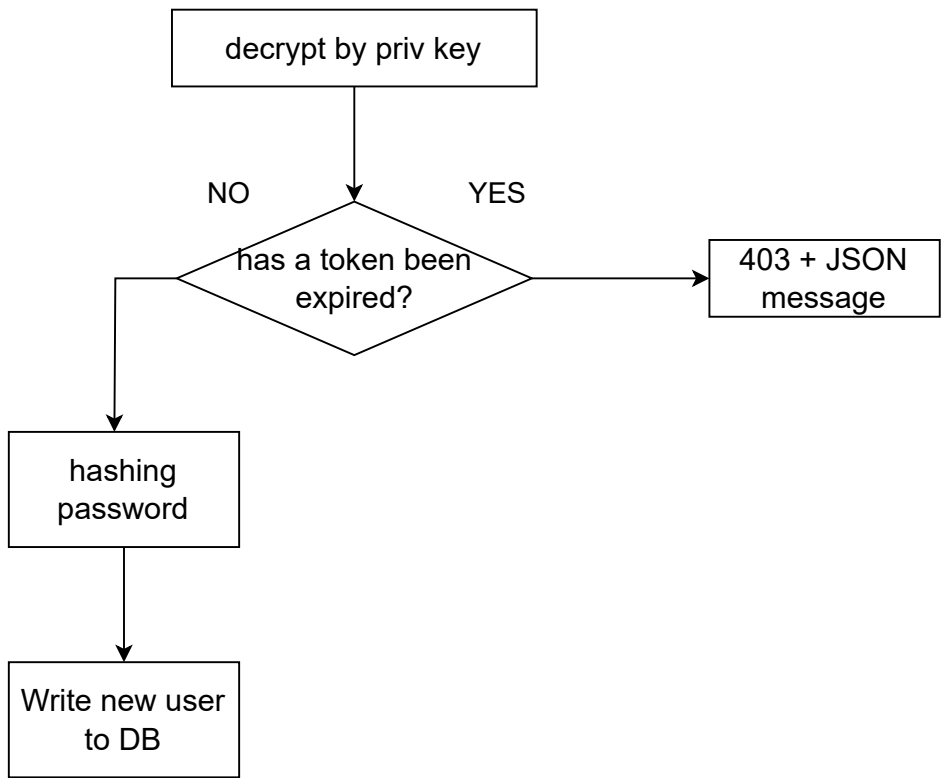 decrypt by priv key
NO
YES
has a token been
expired?
403 + JSON
message
hashing
password
Write new user
to DB